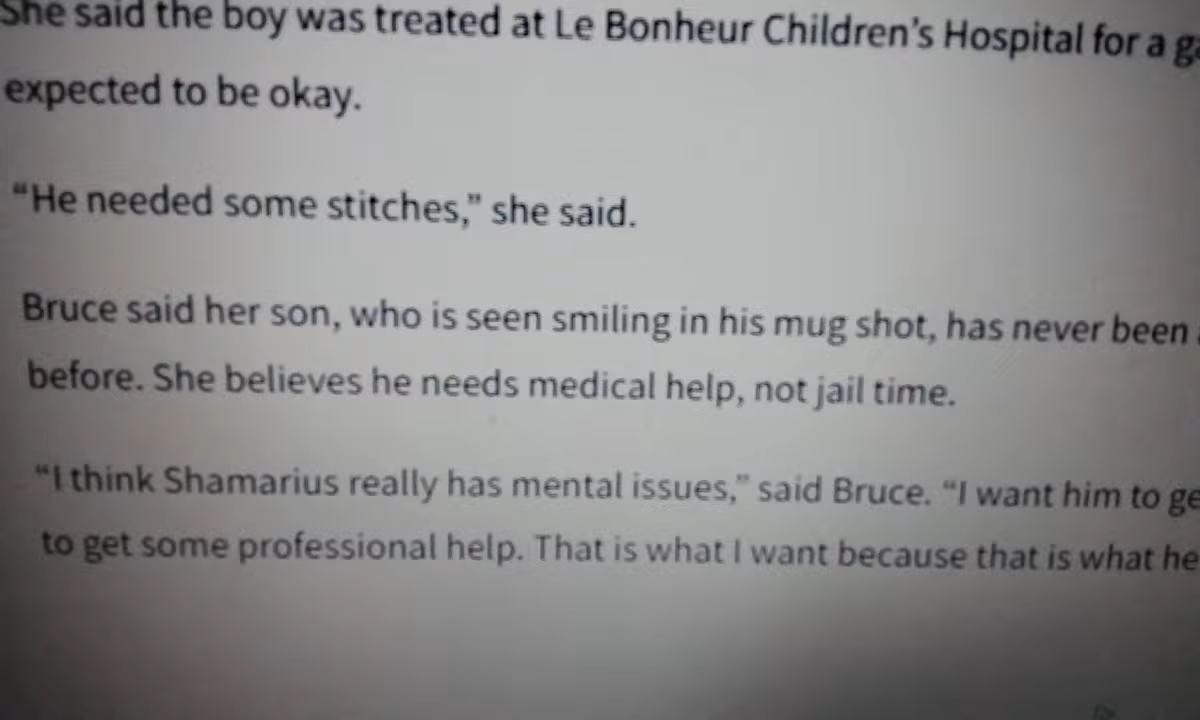 She said the boy was treated at Le Bonheur Children's Hospital for a
expected to be okay.
“He needed some stitches,” she said.
Bruce said her son, who is seen smiling in his mug shot, has never been
before. She believes he needs medical help, not jail time.
“I think Shamarius really has mental issues,” said Bruce. “I want him to
to get some professional help. That is what I want because that is what he